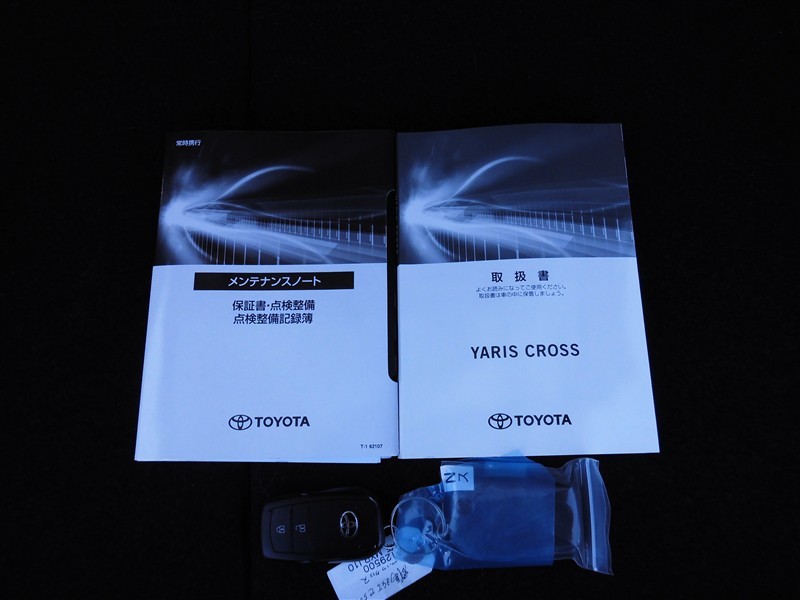 常時携行
メンテナンスノート
保証書・点検整備
点検整備記録簿
TOYOTA
T-1 62107
取扱書
よくお読みになってご使用ください。
取扱書は車の中に保管しましょう。
YARIS CROSS
TOYOTA